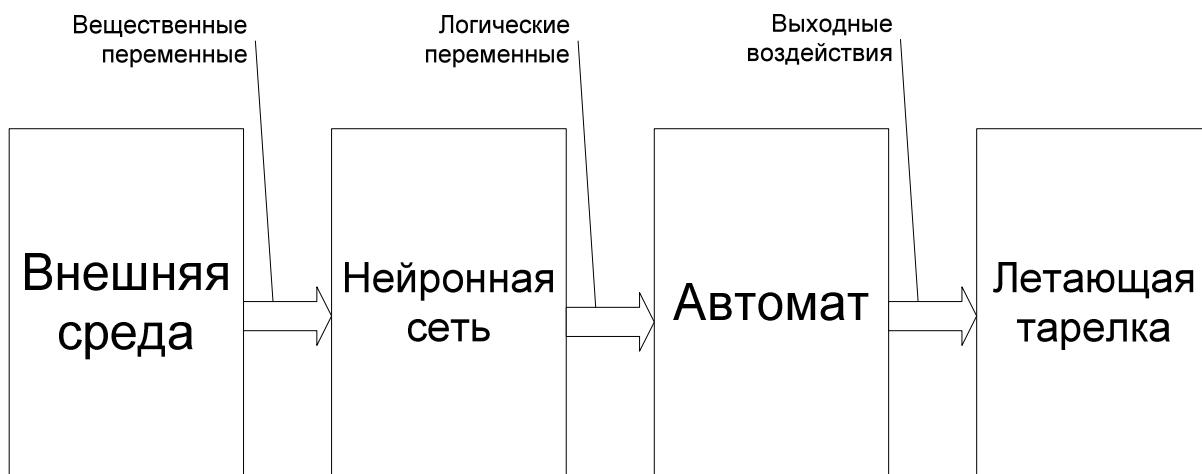 Вещественные
переменные
Логические
переменные
Выходные
воздействия
Внешняя
среда
Нейронная
сеть
Автомат
Летающая
тарелка